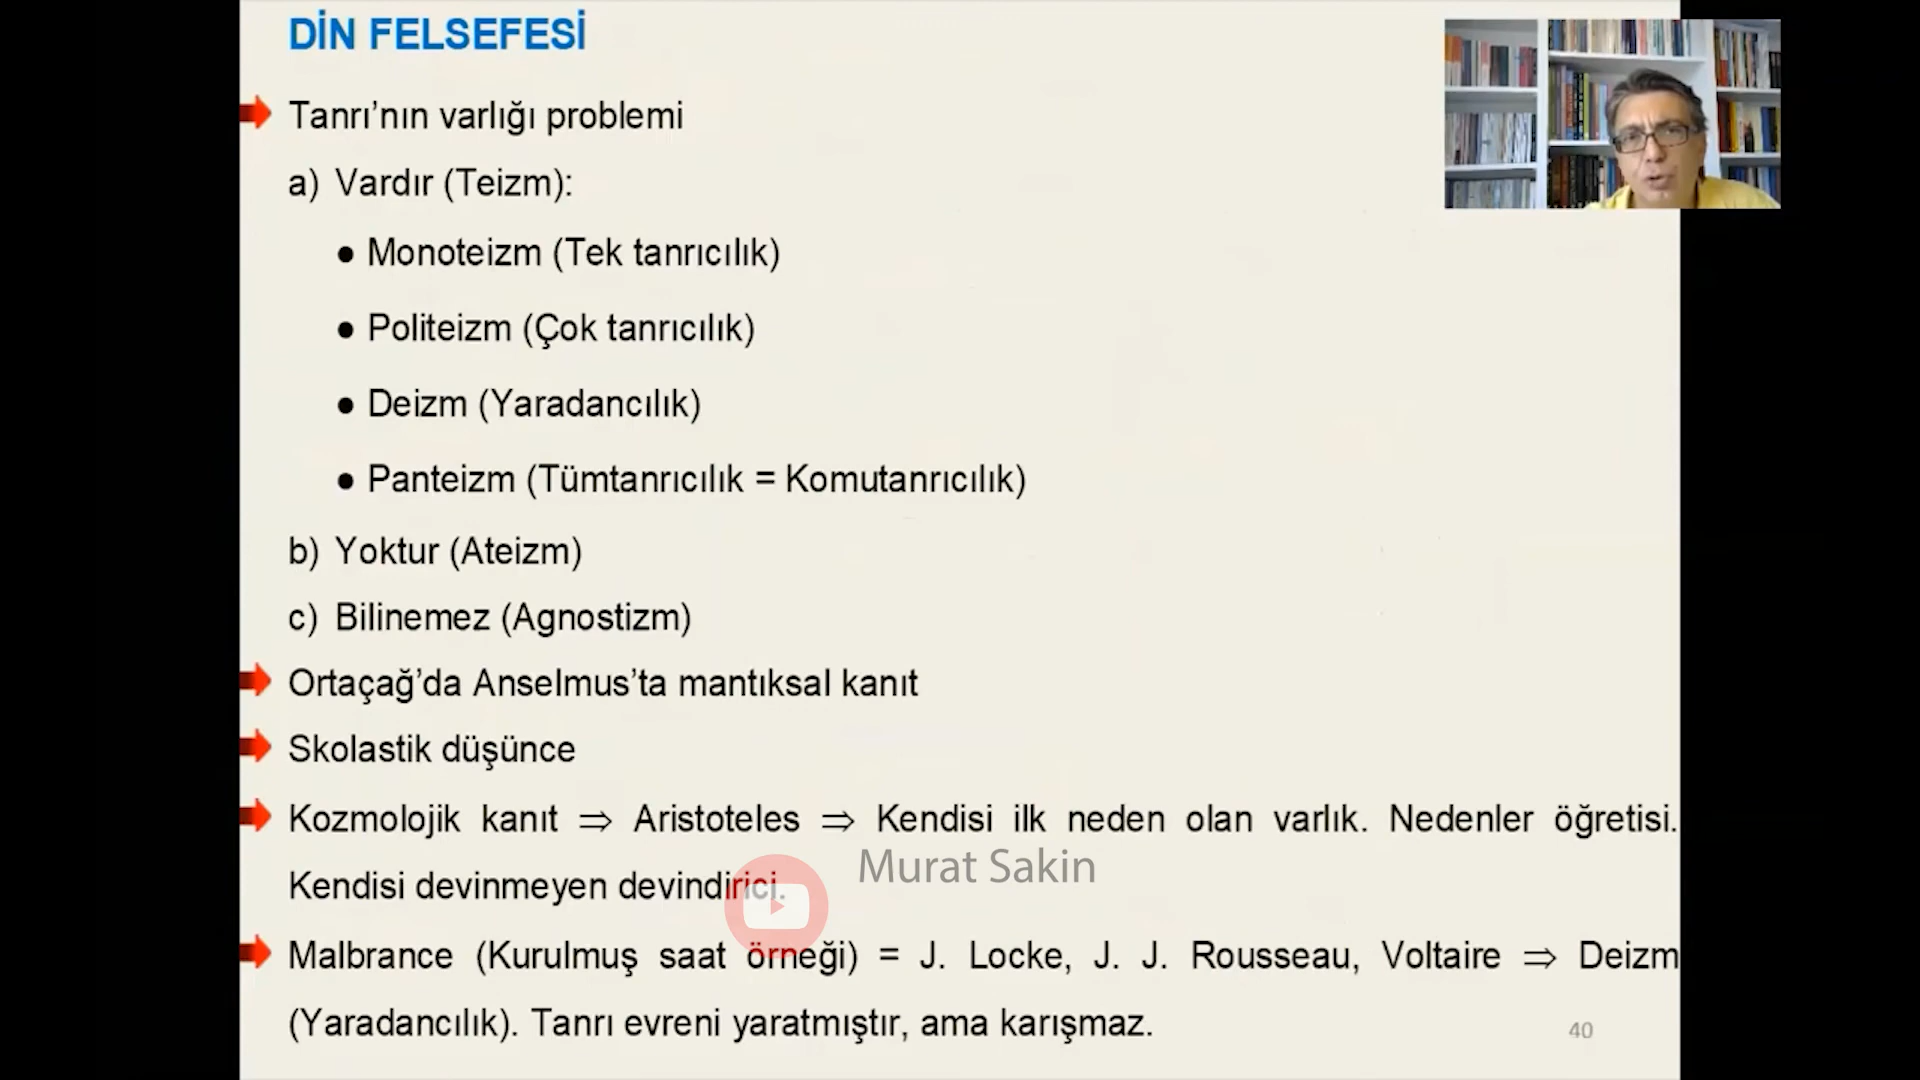 DİN FELSEFESİ
Tanrı’nın varlığı problemi
a) Vardır (Teizm):
● Monoteizm (Tek tanrıcılık)
● Politeizm (Çok tanrıcılık)
● Deizm (Yaradancılık)
● Panteizm (Tümtanrıcılık = Komutanrıcılık)
b) Yoktur (Ateizm)
c) Bilinemez (Agnostizm)
Ortaçağ’da Anselmus’ta mantıksal kanıt
Skolastik düşünce
Kozmolojik kanıt ⇒ Aristoteles ⇒ Kendisi ilk neden olan varlık. Nedenler öğretisi.
Kendisi devinmeyen devindirici.
Murat Sakin
Malbrance (Kurulmuş saat örneği) = J. Locke, J. J. Rousseau, Voltaire ⇒ Deizm
(Yaradancılık). Tanrı evreni yaratmıştır, ama karışmaz.
40